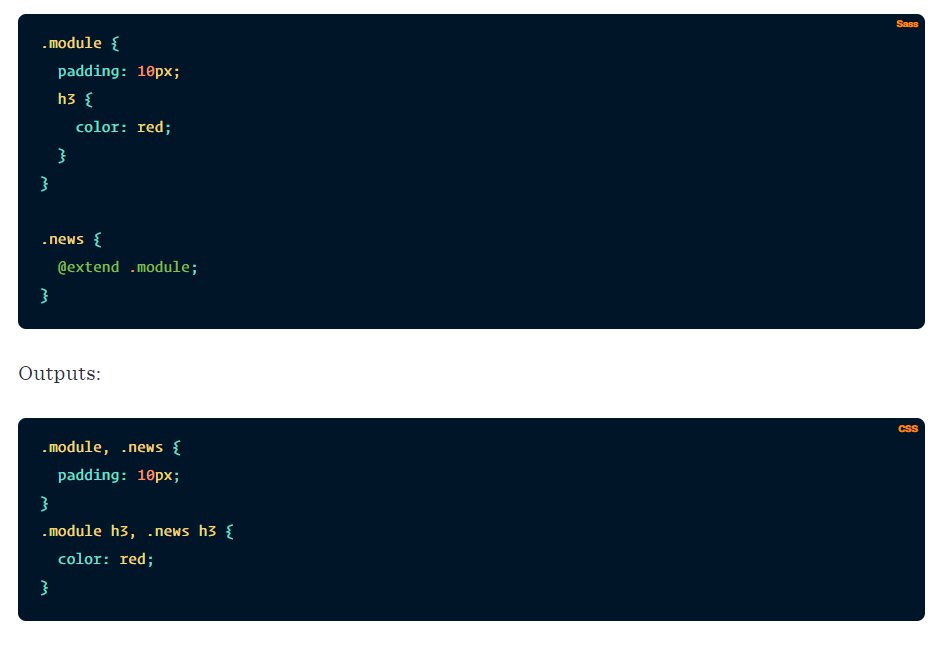 Sass
.module {
  padding: 10px;
  h3 {
    color: red;
  }
}

.news {
  @extend .module;
}
Outputs:
CSS
.module, .news {
  padding: 10px;
}
.module h3, .news h3 {
  color: red;
}